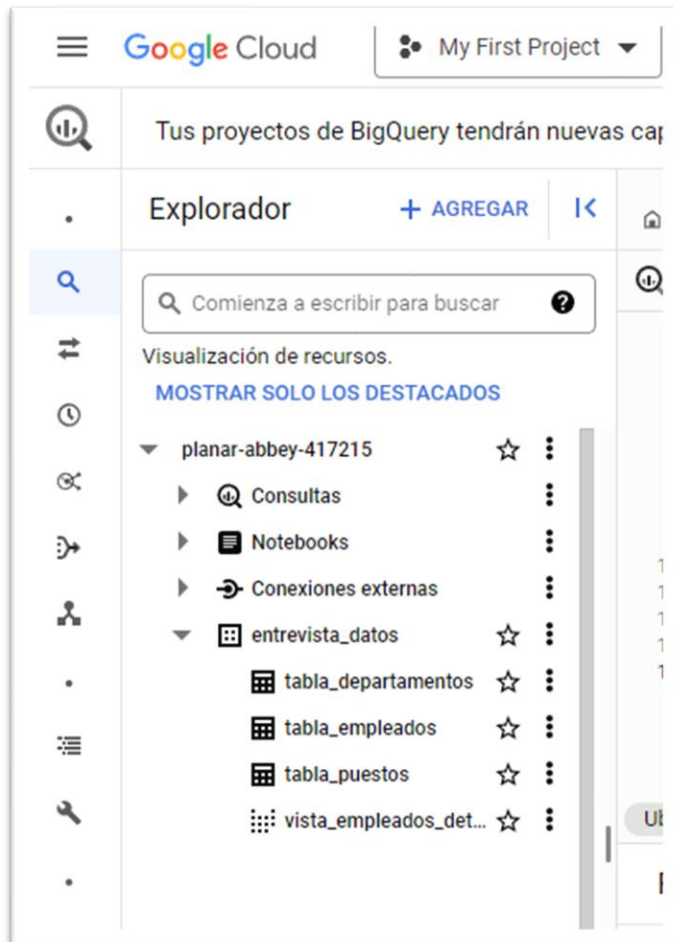 Google Cloud
My First Project
Tus proyectos de BigQuery tendrán nuevas
Explorador
+ AGREGAR
Comienza a escribir para buscar
Visualización de recursos.
MOSTRAR SOLO LOS DESTACADOS
planar-abbey-417215
Consultas
Notebooks
Conexiones externas
entrevista_datos
tabla_departamentos
tabla_empleados
tabla_puestos
vista_empleados_det...